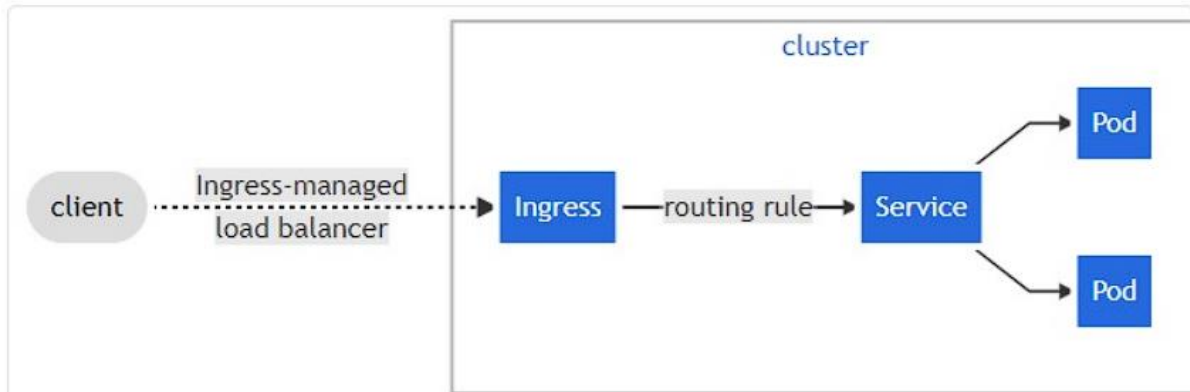 cluster
Pod
client
Ingress-managed
load balancer
Ingress
routing rule
Service
Pod